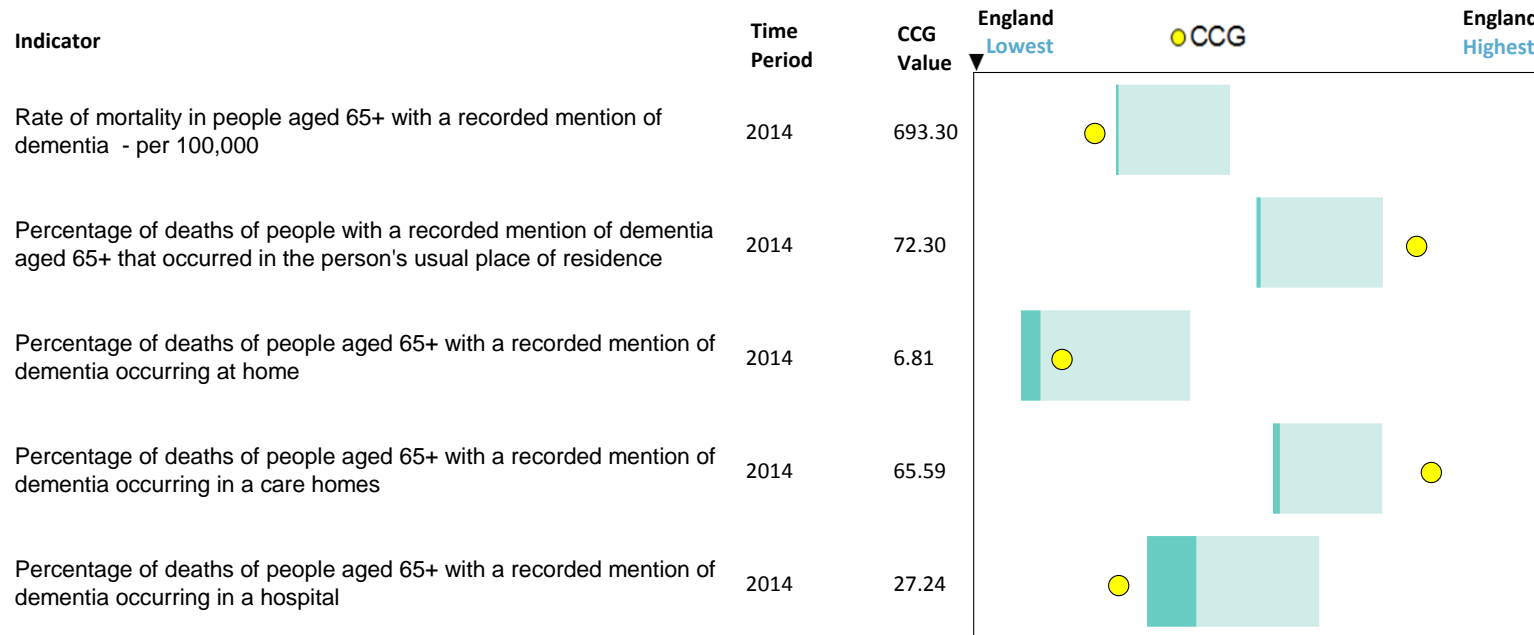 Indicator
Time
Period
CCG
Value
England
Lowest
CCG
England
Highest
Rate of mortality in people aged 65+ with a recorded mention of
dementia - per 100,000
2014
693.30
Percentage of deaths of people with a recorded mention of dementia
aged 65+ that occurred in the person's usual place of residence
2014
72.30
Percentage of deaths of people aged 65+ with a recorded mention of
dementia occurring at home
2014
6.81
Percentage of deaths of people aged 65+ with a recorded mention of
dementia occurring in a care homes
2014
65.59
Percentage of deaths of people aged 65+ with a recorded mention of
dementia occurring in a hospital
2014
27.24